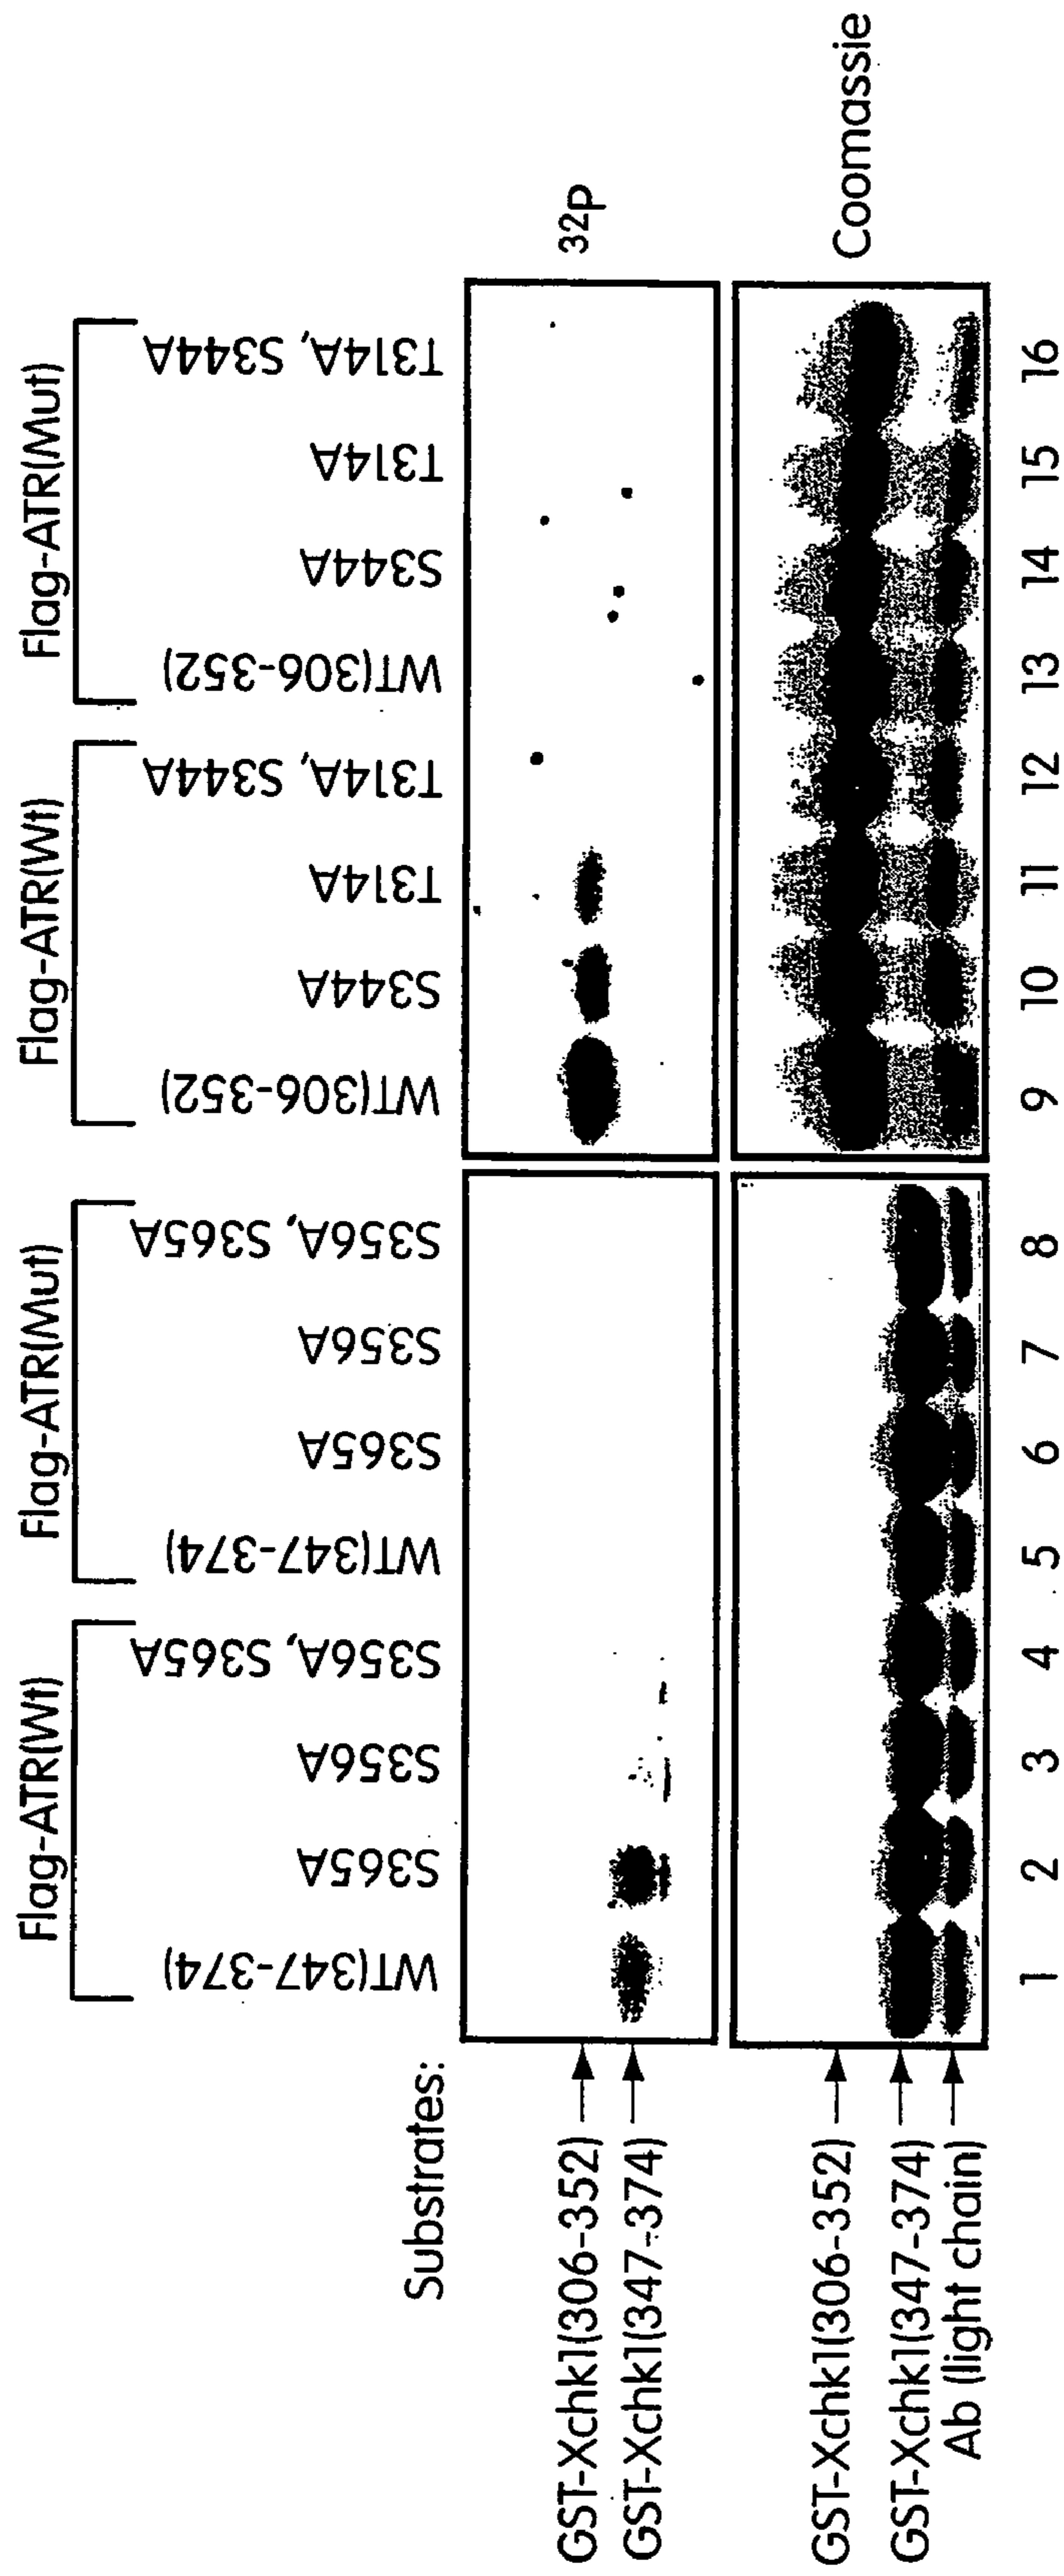 Flag-ATR(Wt) Flag-ATR(Mut) Flag-ATR(Wt) Flag-ATR(Mut)
Substrates:
WT(347-374)
S365A
S356A
S356A, S365A
WT(347-374)
S365A
S356A
S356A, S365A
WT(306-352)
S344A
T314A
T314A, S344A
WT(306-352)
S344A
T314A
T314A, S344A
GST-Xchk1(306-352)
GST-Xchk1(347-374)
32P
GST-Xchk1(306-352)
GST-Xchk1(347-374)
Ab (light chain)
Coomassie
1 2 3 4 5 6 7 8 9 10 11 12 13 14 15 16